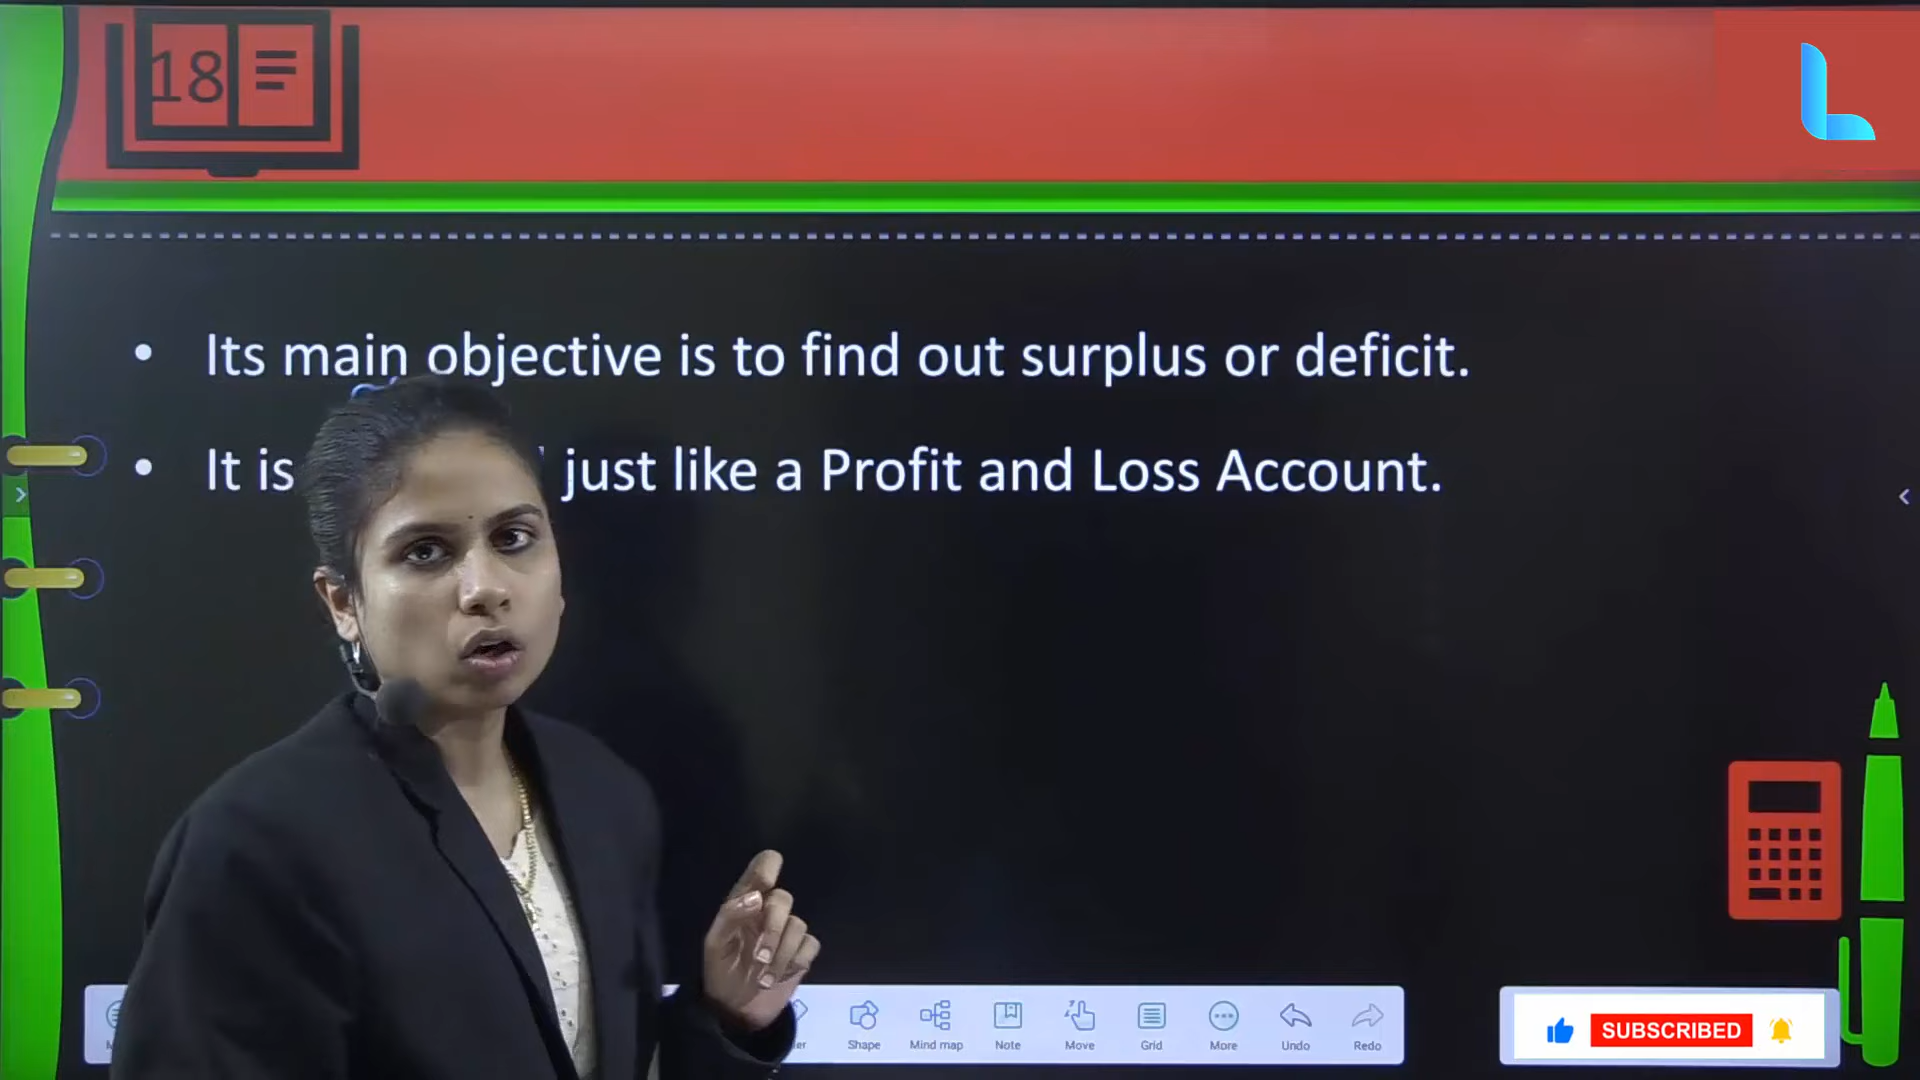 18
Its main objective is to find out surplus or deficit.
It is just like a Profit and Loss Account.
Shape Mind map Note Move Grid More Undo Redo
SUBSCRIBED